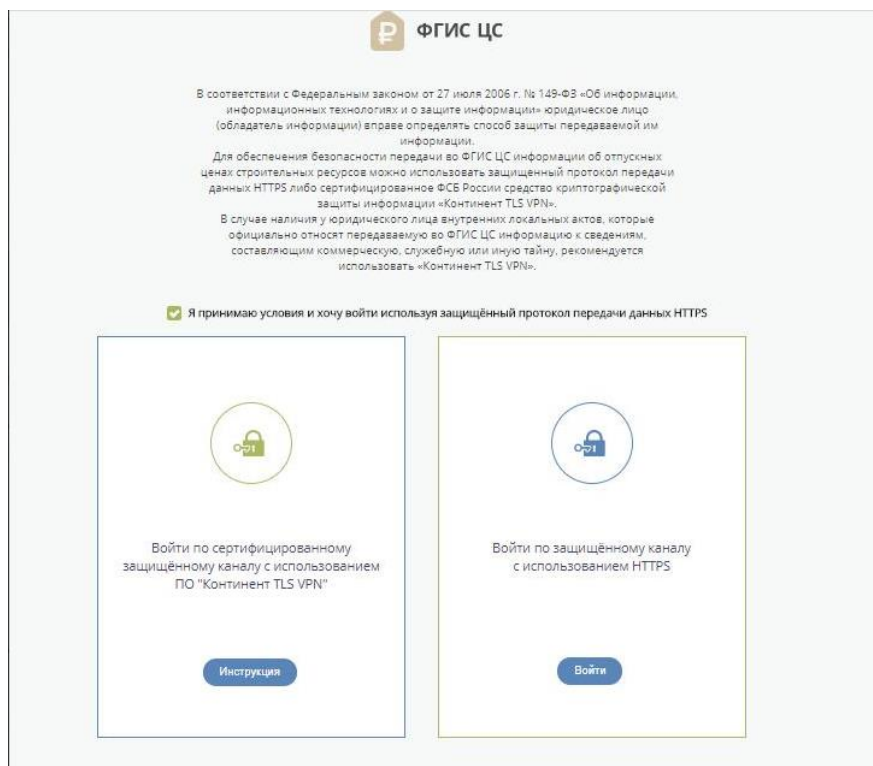 ФГИС ЦС
В соответствии с Федеральным законом от 27 июля 2006 г. № 149-ФЗ «Об информации,
информационных технологиях и о защите информации» юридическое лицо
(обладатель информации) вправе определять способ защиты передаваемой им
информации.
Для обеспечения безопасности передачи во ФГИС ЦС информации об отпускных
ценах строительных ресурсов можно использовать защищенный протокол передачи
данных HTTPS либо сертифицированное ФСБ России средство криптографической
защиты информации «Континент TLS VPN».
В случае наличия у юридического лица внутренних локальных актов, которые
официально относят передаваемую во ФГИС ЦС информацию к сведениям,
составляющим коммерческую, служебную или иную тайну, рекомендуется
использовать «Континент TLS VPN».
Я принимаю условия и хочу войти используя защищённый протокол передачи данных HTTPS
Войти по сертифицированному
защищённому каналу с использованием
ПО "Континент TLS VPN"
Инструкция
Войти по защищённому каналу
с использованием HTTPS
Войти